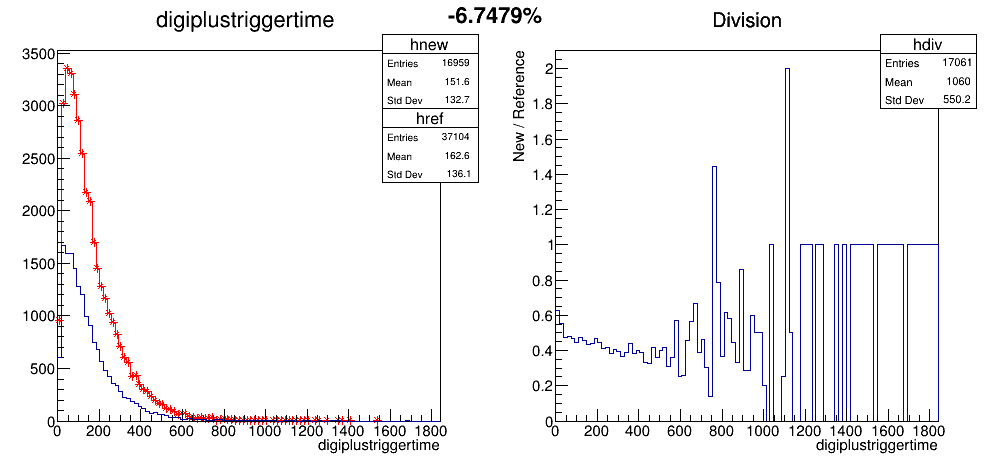 digiplustriggertime
-6.7479%
Division
hnew
Entries 16959
Mean 151.6
Std Dev 132.7
href
Entries 37104
Mean 162.6
Std Dev 136.1
3500
3000
2500
2000
1500
1000
500
0
0 200 400 600 800 1000 1200 1400 1600 1800
digiplustriggertime
hdiv
Entries 17061
Mean 1060
Std Dev 550.2
New / Reference
2
1.8
1.6
1.4
1.2
1
0.8
0.6
0.4
0.2
0
0 200 400 600 800 1000 1200 1400 1600 1800
digiplustriggertime